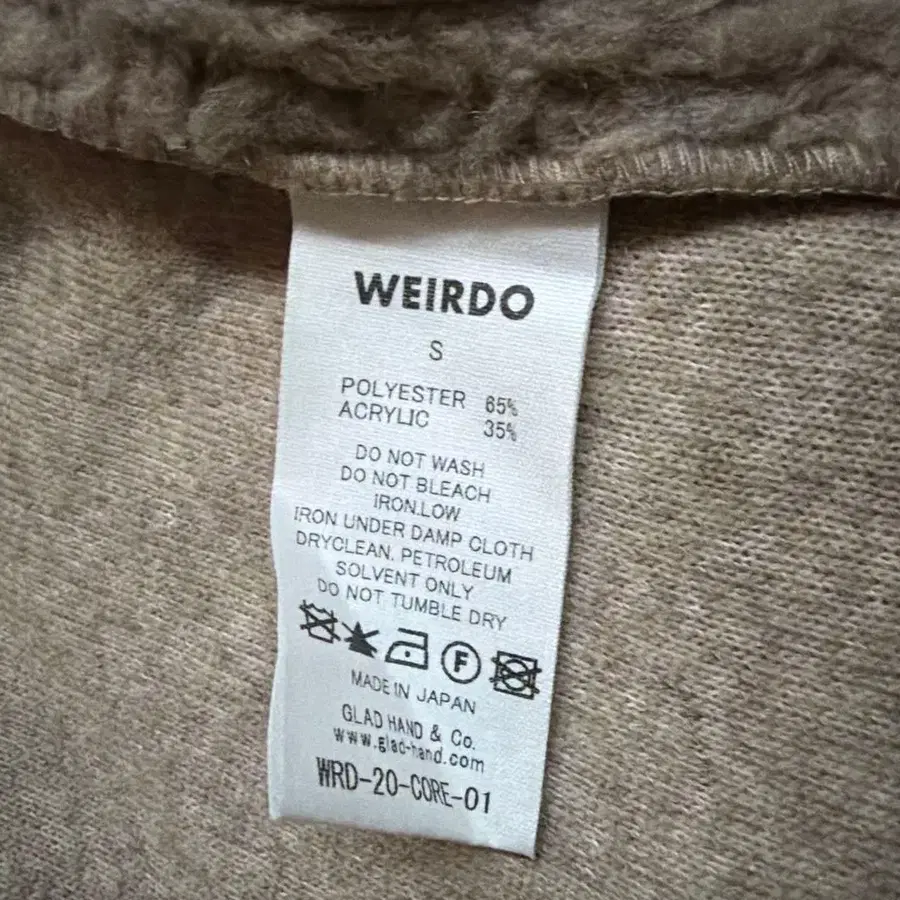 WEIRDO
S
POLYESTER 65%
ACRYLIC 35%
DO NOT WASH
DO NOT BLEACH
IRON.LOW
IRON UNDER DAMP CLOTH
DRYCLEAN. PETROLEUM
SOLVENT ONLY
DO NOT TUMBLE DRY
F
MADE IN JAPAN
GLAD HAND & Co.
www.glad-hand.com
WRD-20-CORE-01